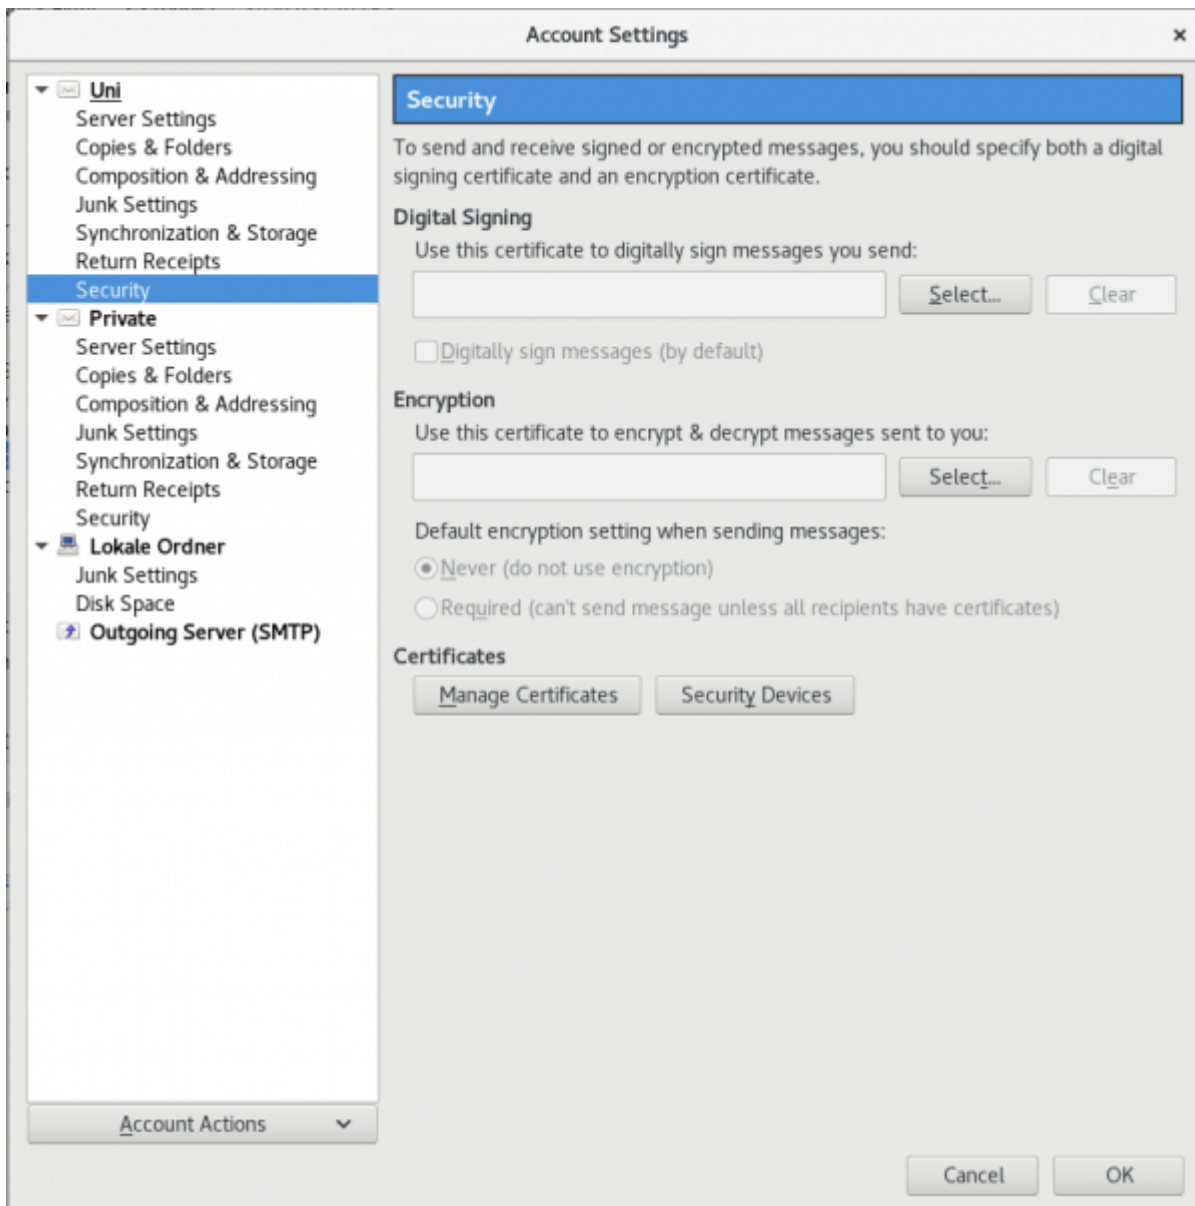 Account Settings
Uni
Server Settings
Copies & Folders
Composition & Addressing
Junk Settings
Synchronization & Storage
Return Receipts
Security
Private
Server Settings
Copies & Folders
Composition & Addressing
Junk Settings
Synchronization & Storage
Return Receipts
Security
Lokale Ordner
Junk Settings
Disk Space
Outgoing Server (SMTP)
Account Actions
Security
To send and receive signed or encrypted messages, you should specify both a digital
signing certificate and an encryption certificate.
Digital Signing
Use this certificate to digitally sign messages you send:
Select... Clear
Digitally sign messages (by default)
Encryption
Use this certificate to encrypt & decrypt messages sent to you:
Select... Clear
Default encryption setting when sending messages:
Never (do not use encryption)
Required (can't send message unless all recipients have certificates)
Certificates
Manage Certificates Security Devices
Cancel OK